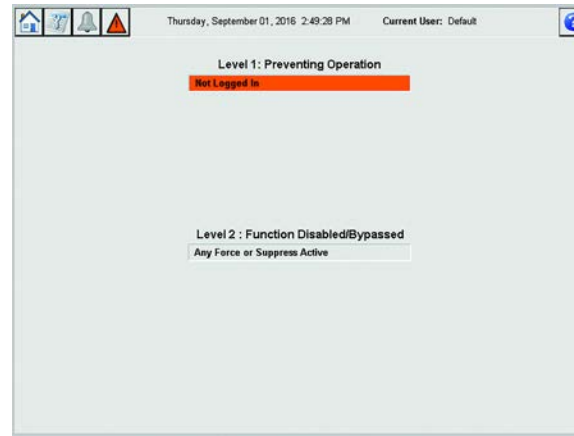 Thursday, September 01, 2016 2:49:28 PM Current User: Default
Level 1: Preventing Operation
Not Logged In
Level 2 : Function Disabled/Bypassed
Any Force or Suppress Active